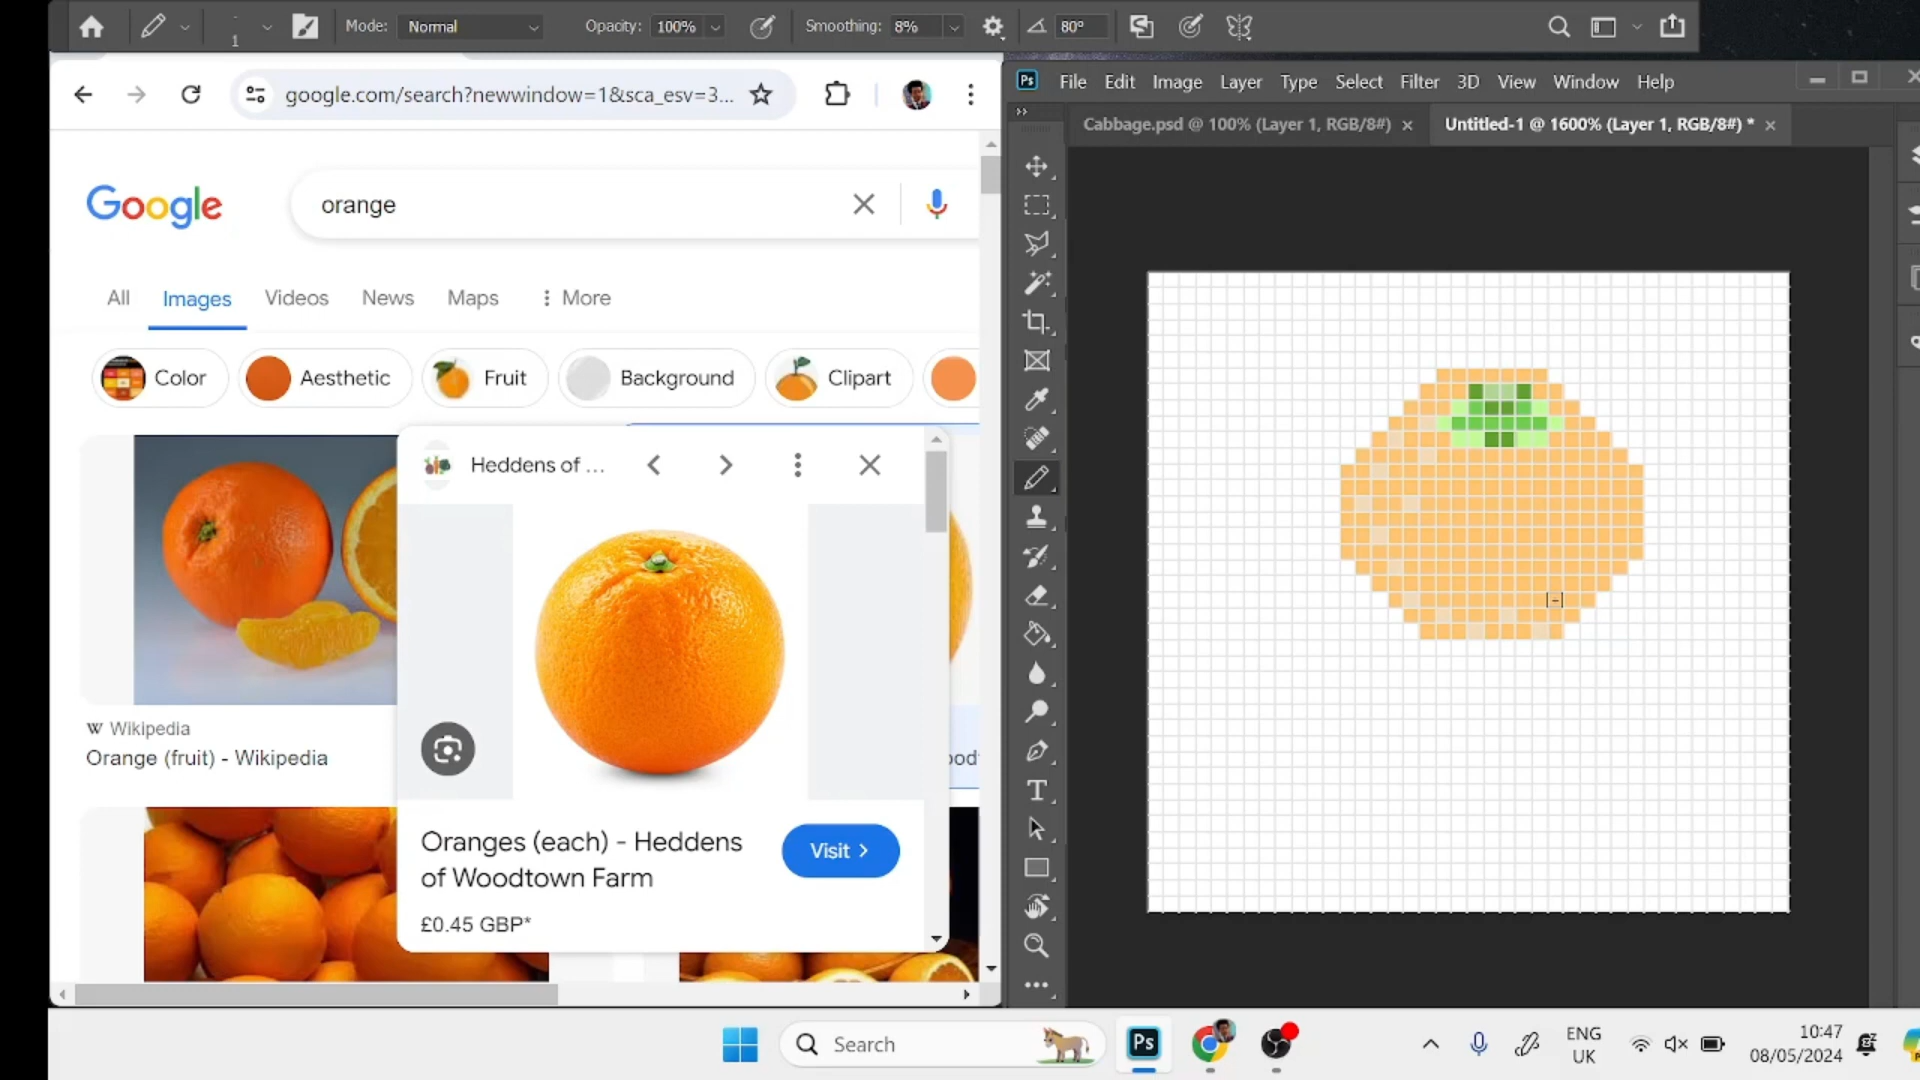 1
Mode: Normal
Opacity: 100%
Smoothing: 8%
80°
google.com/search?newwindow=1&sca_esv=3...
Ps File Edit Image Layer Type Select Filter 3D View Window Help
Cabbage.psd @ 100% (Layer 1, RGB/8#) ×
Untitled-1 @ 1600% (Layer 1, RGB/8#) * ×
Google
orange
All Images Videos News Maps More
Color Aesthetic Fruit Background Clipart
Heddens of ...
W Wikipedia
Orange (fruit) - Wikipedia
Oranges (each) - Heddens
of Woodtown Farm
Visit
£0.45 GBP*
Search
Ps
ENG
UK
10:47
08/05/2024